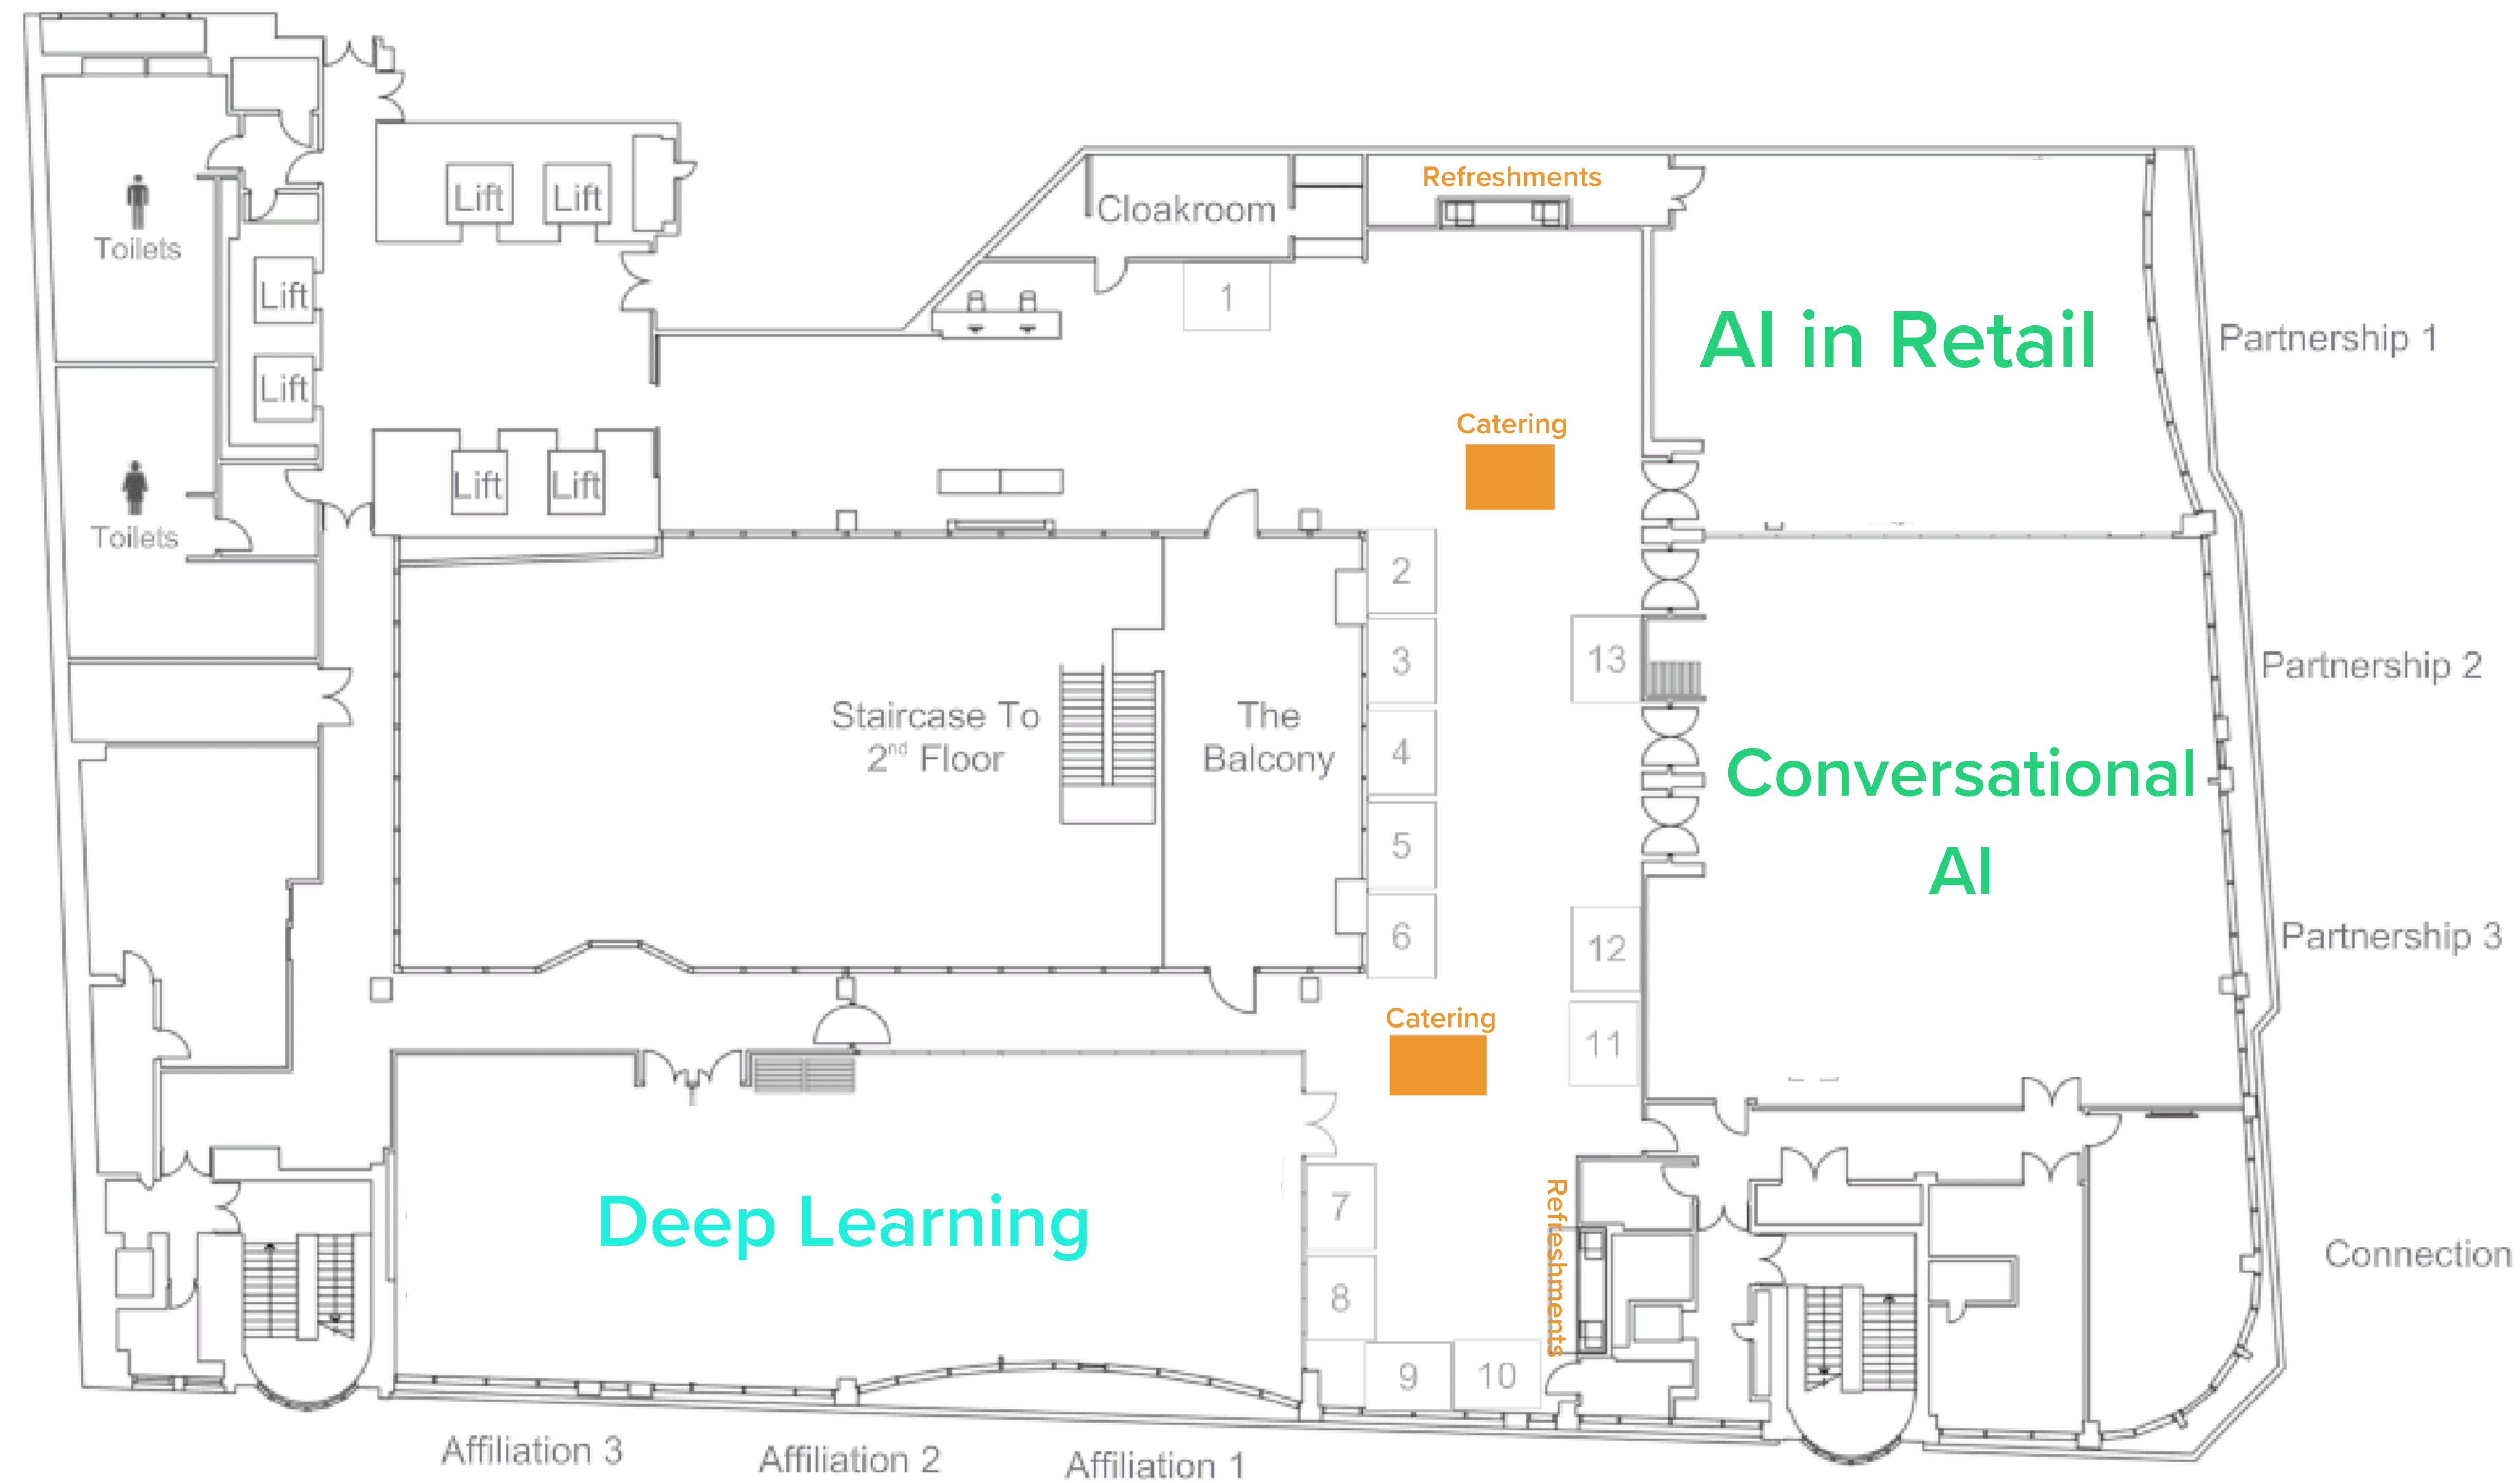 Toilets
Lift
Lift
Lift
Lift
Toilets
Lift
Lift
Cloakroom
1
Refreshments
AI in Retail
Partnership 1
Catering
2
3
4
5
6
13
12
11
Staircase To
2nd Floor
The
Balcony
Partnership 2
Conversational
AI
Partnership 3
Catering
Deep Learning
7
8
9
10
Refreshments
Connection
Affiliation 3
Affiliation 2
Affiliation 1